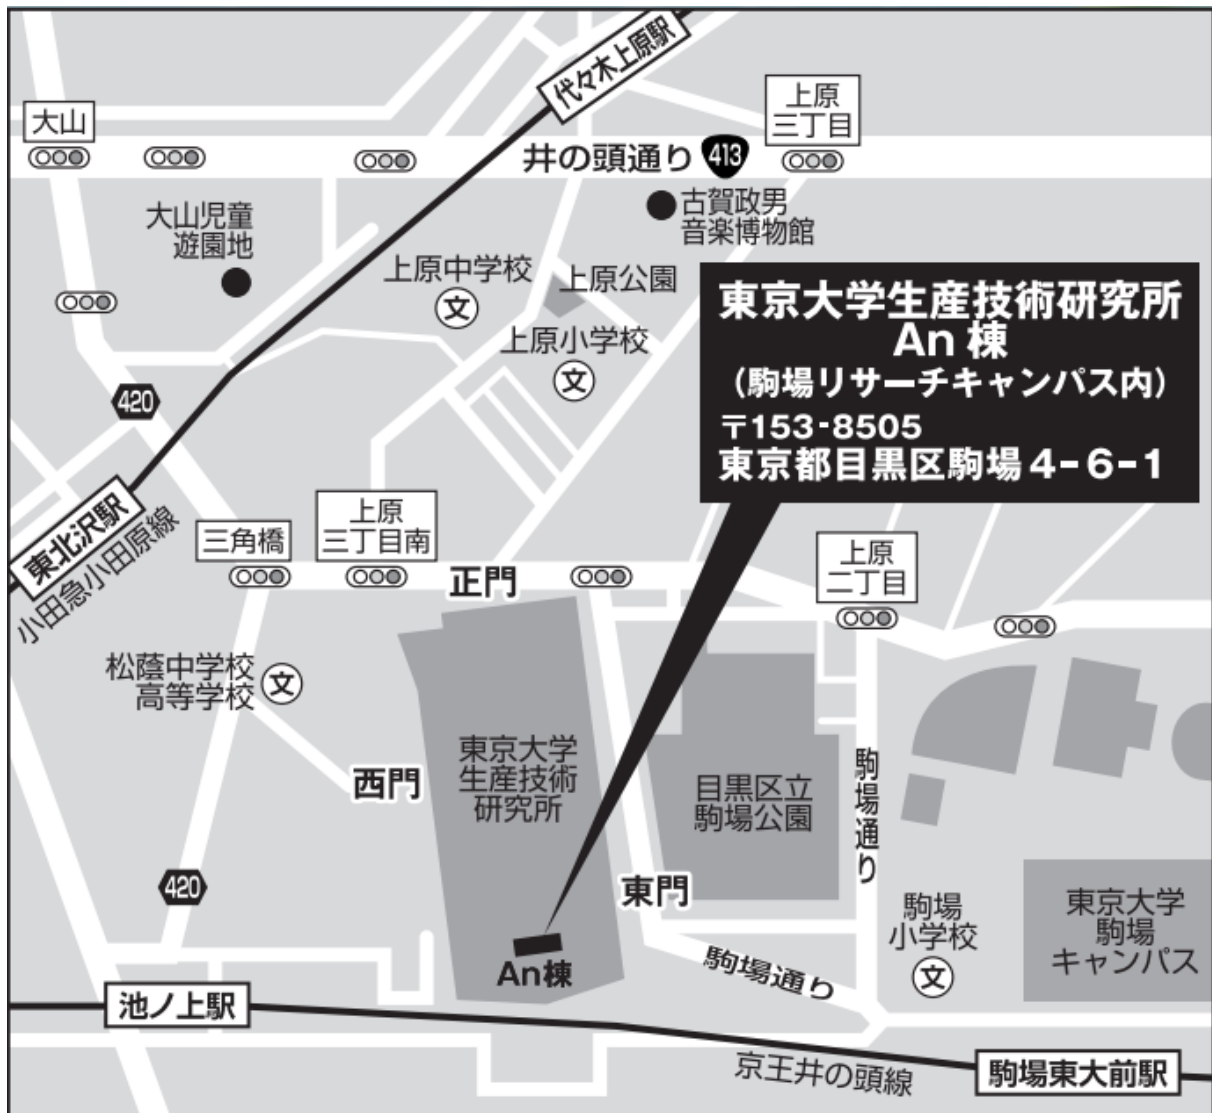 代々木上原駅
大山
上原
三丁目
井の頭通り
413
大山児童
遊園地
古賀政男
音楽博物館
上原中学校
文
上原公園
上原小学校
文
東京大学生産技術研究所
An 棟
(駒場リサーチキャンパス内)
〒153-8505
東京都目黒区駒場4-6-1
420
東北沢駅
小田急小田原線
三角橋
上原
三丁目南
正門
上原
二丁目
松蔭中学校
高等学校
文
西門
東京大学
生産技術
研究所
目黒区立
駒場公園
駒場通り
420
東門
駒場
小学校
文
東京大学
駒場
キャンパス
An棟
駒場通り
池ノ上駅
京王井の頭線
駒場東大前駅